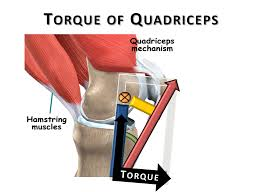 TORQUE OF QUADRICEPS
Quadriceps
mechanism
Hamstring
muscles
TORQUE